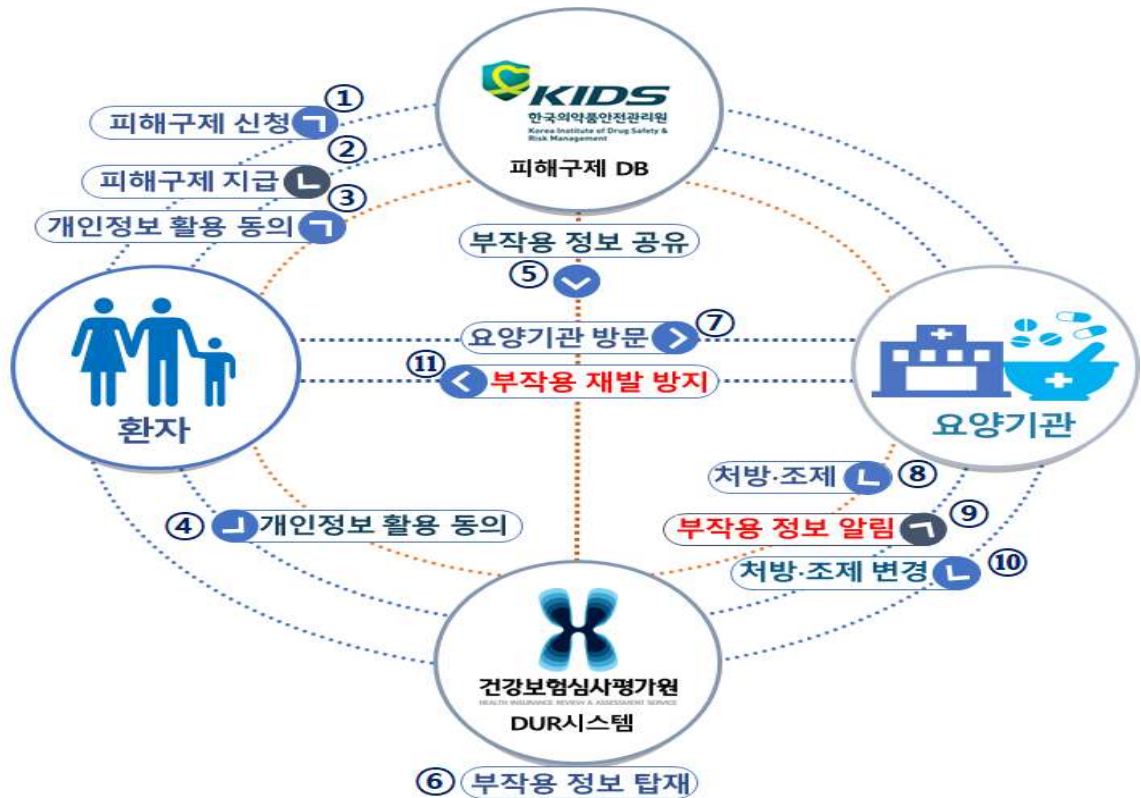 KIDS
한국의약품안전관리원
Korea Institute of Drug Safety &
Risk Management
피해구제 DB
① 피해구제 신청
② 피해구제 지급
③ 개인정보 활용 동의
부작용 정보 공유
⑤
요양기관 방문 ⑦
⑪ 부작용 재발 방지
환자
요양기관
처방·조제 ⑧
④ 개인정보 활용 동의
부작용 정보 알림 ⑨
처방·조제 변경 ⑩
건강보험심사평가원
HEALTH INSURANCE REVIEW & ASSESSMENT SERVICE
DUR시스템
⑥ 부작용 정보 탑재